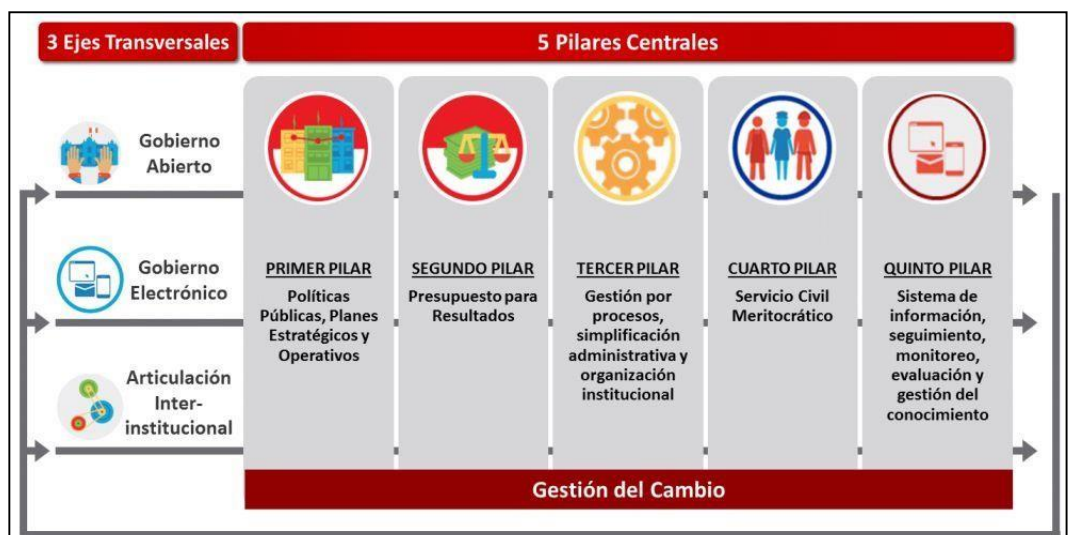 3 Ejes Transversales
5 Pilares Centrales
Gobierno
Abierto
Gobierno
Electrónico
Articulación
Inter-
institucional
PRIMER PILAR
Políticas
Públicas, Planes
Estratégicos y
Operativos
SEGUNDO PILAR
Presupuesto para
Resultados
TERCER PILAR
Gestión por
procesos,
simplificación
administrativa y
organización
institucional
CUARTO PILAR
Servicio Civil
Meritocrático
QUINTO PILAR
Sistema de
información,
seguimiento,
monitoreo,
evaluación y
gestión del
conocimiento
Gestión del Cambio